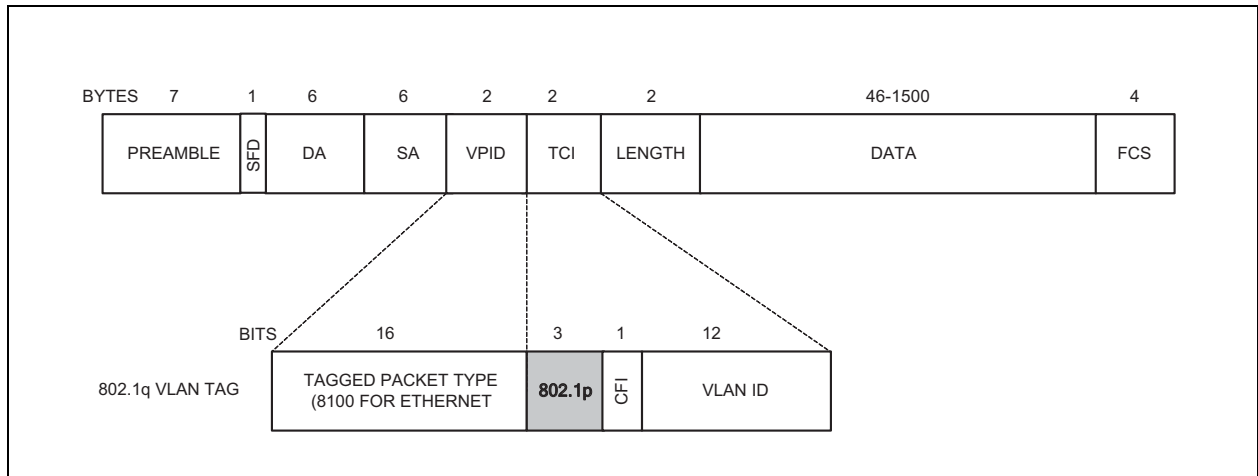 BYTES 7 1 6 6 2 2 2 46-1500 4
PREAMBLE SFD DA SA VPID TCI LENGTH DATA FCS
BITS 16 3 1 12
802.1q VLAN TAG
TAGGED PACKET TYPE
(8100 FOR ETHERNET
802.1p CFI VLAN ID